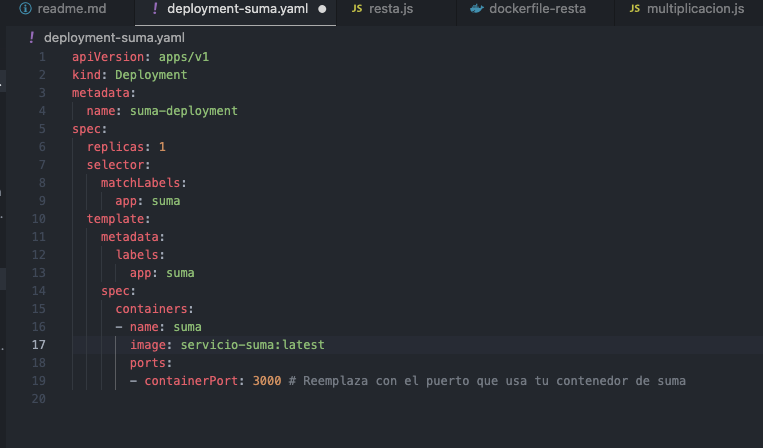 readme.md
! deployment-suma.yaml ●
JS resta.js
dockerfile-resta
JS multiplicacion.js
! deployment-suma.yaml
1 apiVersion: apps/v1
2 kind: Deployment
3 metadata:
4   name: suma-deployment
5 spec:
6   replicas: 1
7   selector:
8     matchLabels:
9       app: suma
10   template:
11     metadata:
12       labels:
13         app: suma
14     spec:
15       containers:
16       - name: suma
17         image: servicio-suma:latest
18         ports:
19         - containerPort: 3000 # Reemplaza con el puerto que usa tu contenedor de suma
20